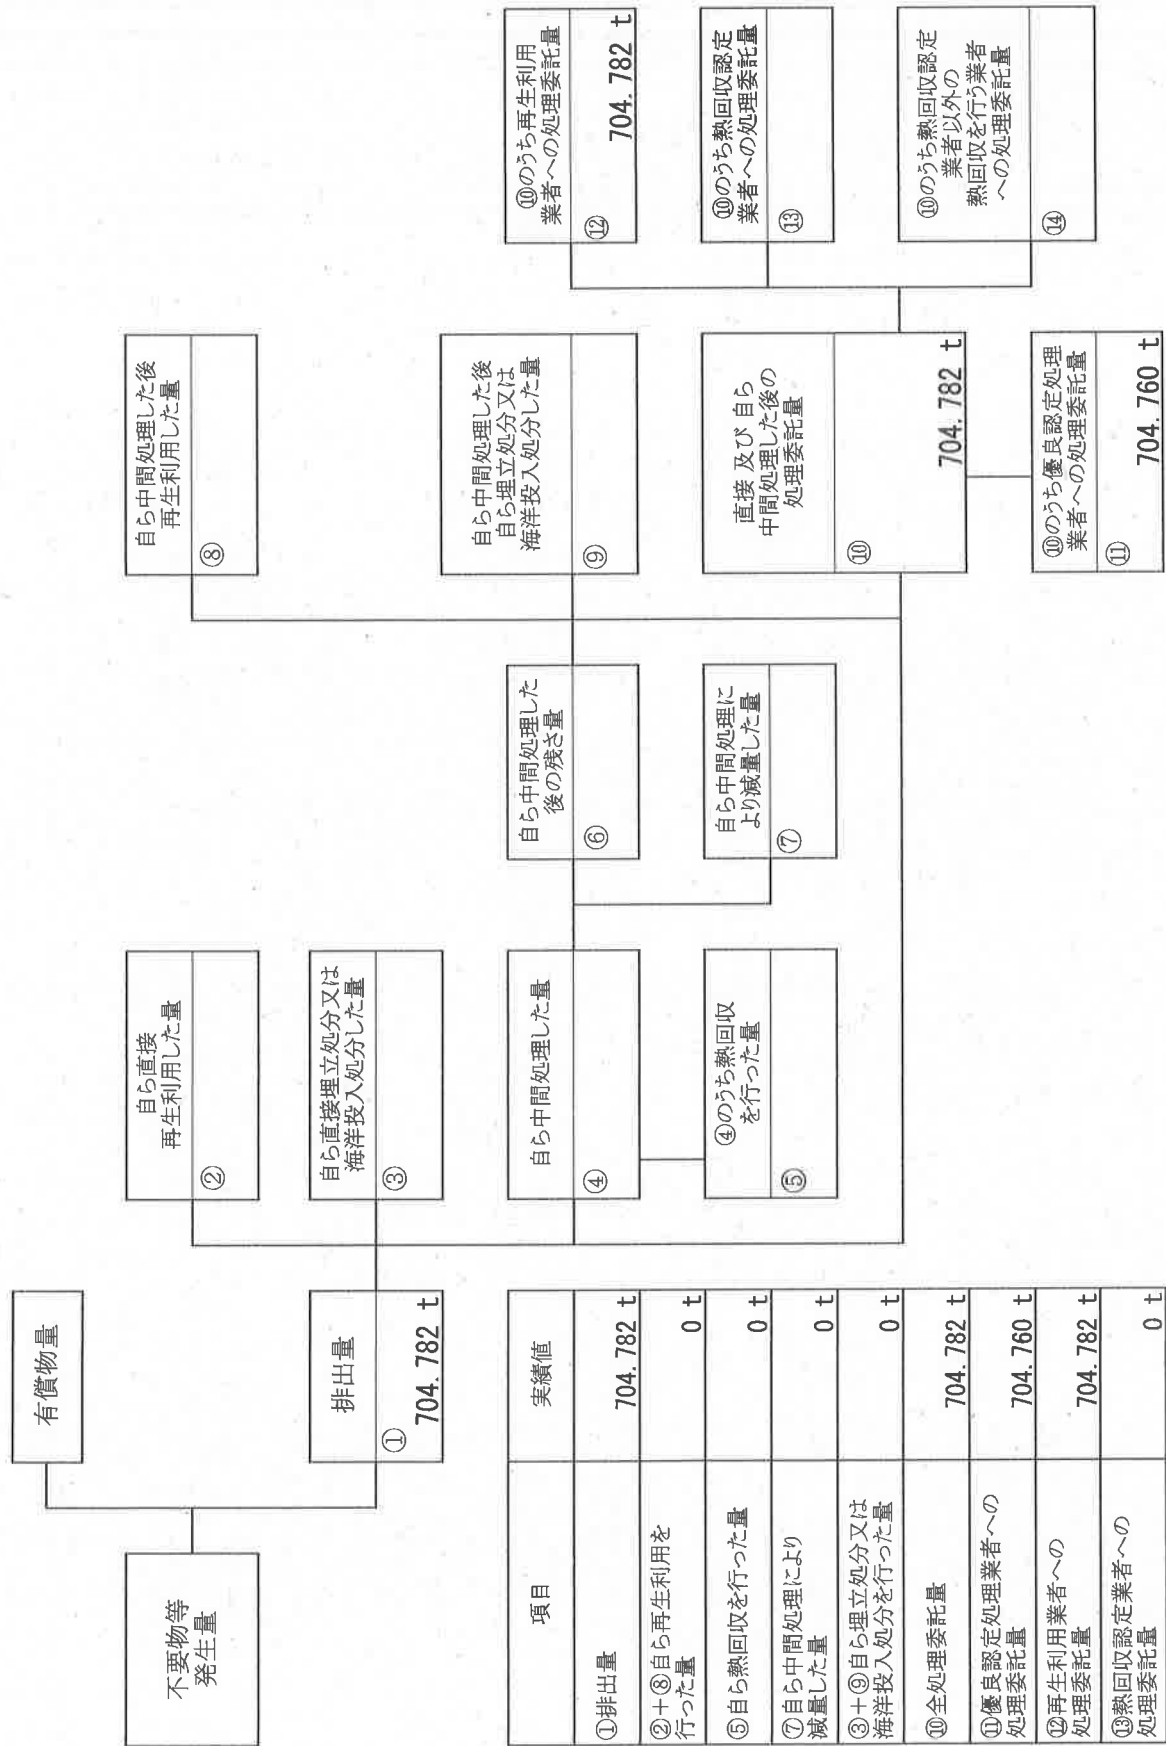 不要物等
発生量
有償物量
排出量
①
704.782 t
自ら直接
再生利用した量
②
自ら直接埋立処分又は
海洋投入処分した量
③
自ら中間処理した量
④
④のうち熱回収
を行った量
⑤
自ら中間処理した
後の残さ量
⑥
自ら中間処理に
より減量した量
⑦
自ら中間処理した後
再生利用した量
⑧
自ら中間処理した後
自ら埋立処分又は
海洋投入処分した量
⑨
直接及び自ら
中間処理した後の
処理委託量
⑩
704.782 t
⑩のうち優良認定処理
業者への処理委託量
⑪
704.760 t
⑩のうち再生利用
業者への処理委託量
⑫
704.782 t
⑩のうち熱回収認定
業者への処理委託量
⑬
⑩のうち熱回収認定
業者以外の
熱回収を行う業者
への処理委託量
⑭
項目 実績値
①排出量 704.782 t
②+⑧自ら再生利用を
行った量 0 t
⑤自ら熱回収を行った量 0 t
⑦自ら中間処理により
減量した量 0 t
③+⑨自ら埋立処分又は
海洋投入処分を行った量 0 t
⑩全処理委託量 704.782 t
⑪優良認定処理業者への
処理委託量 704.760 t
⑫再生利用業者への
処理委託量 704.782 t
⑬熱回収認定業者への
処理委託量 0 t